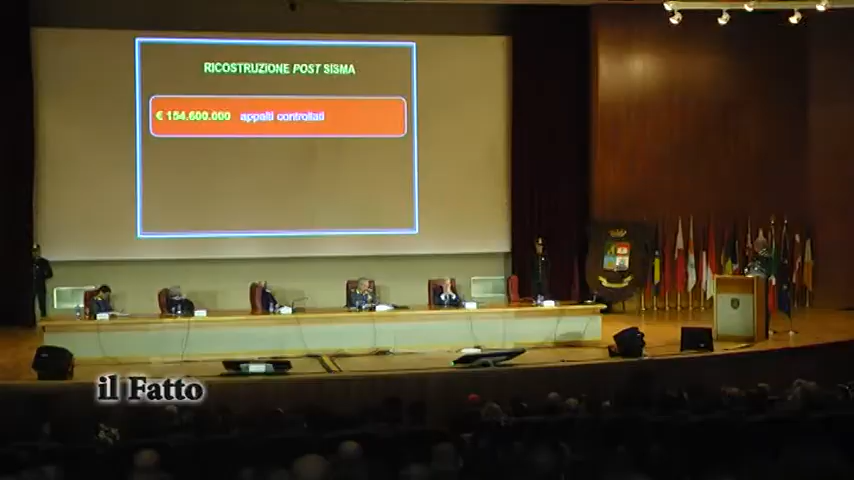 RICOSTRUZIONE POST SISMA
€ 154.600.000 appalti controllati
il Fatto